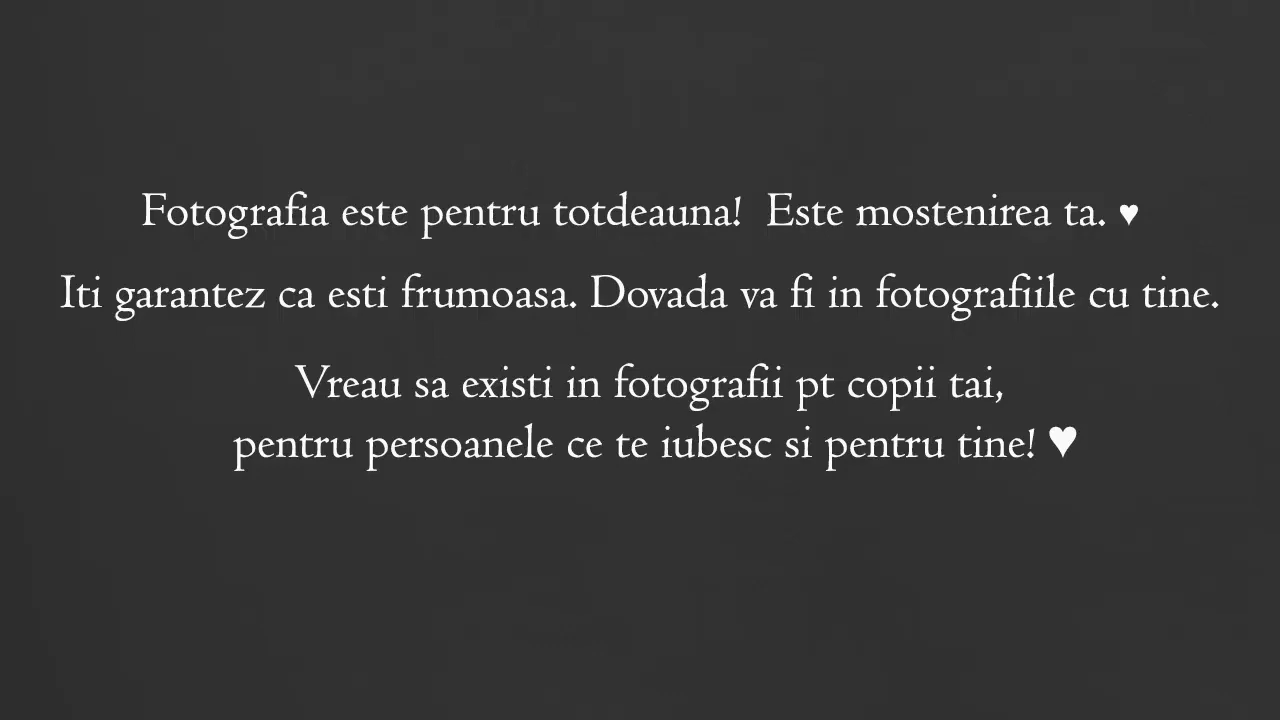 Fotografia este pentru totdeauna!  Este mostenirea ta. ♥
Iti garantez ca esti frumoasa. Dovada va fi in fotografiile cu tine.
Vreau sa existi in fotografii pt copii tai,
pentru persoanele ce te iubesc si pentru tine! ♥